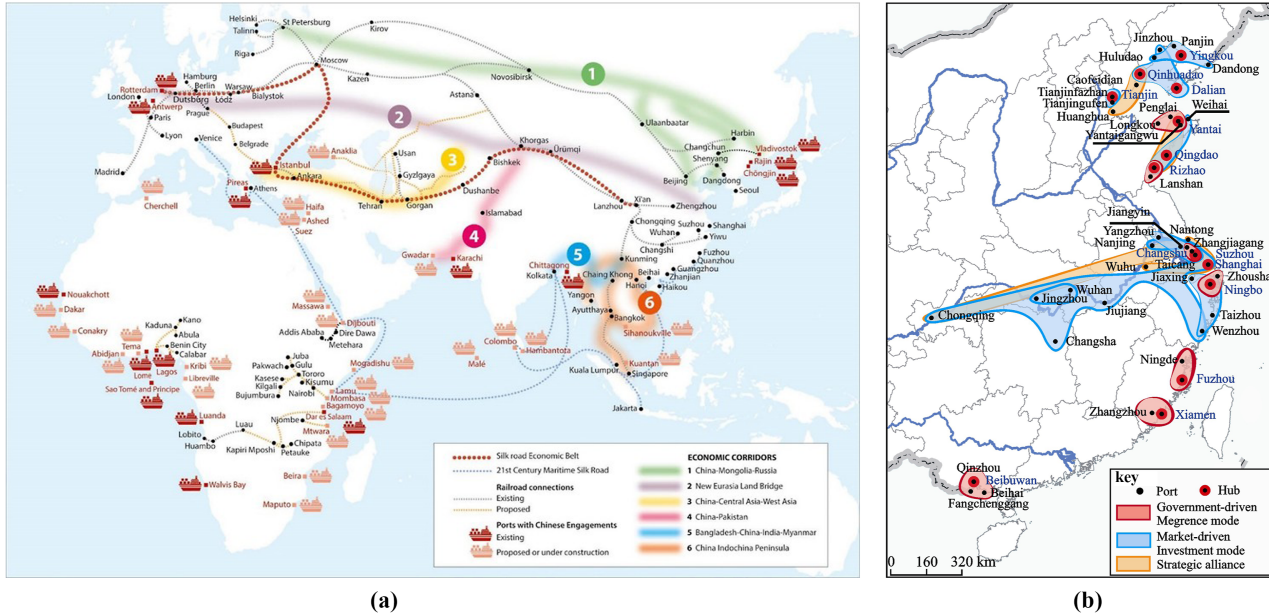 Helsinki
St Petersburg
Talinn
Riga
Kirov
Moscow
Kazen
Novosibirsk
1
Hamburg
Rotterdam
Berlin
Warsaw
London
Antwerp
Dutsburg
Łódz
Bialystok
Paris
Prague
Astana
2
Ulaanbaatar
Lyon
Venice
Budapest
Belgrade
Harbin
Khorgas
Ürümqi
Changchun
Vladivostok
Anaklia
Usan
3
Bishkek
Shenyang
Rajin
Madrid
Istanbul
Ankara
Gyzlgaya
Beijing
Dangdong
Chongjin
Pireas
Athens
Dushanbe
Seoul
Cherchell
Haifa
Ashed
Suez
Tehran
Gorgan
Lanzhou
Xi'an
Zhengzhou
Islamabad
Chongqing
Suzhou
Shanghai
Wuhan
Yiwu
4
Changshi
Gwadar
Karachi
5
Kunming
Fuzhou
Quanzhou
Chittagong
Kolkata
Chaing Khong
Beihai
Guangzhou
Hanoi
Zhanjian
Haikou
Nouakchott
Massawa
Yangon
6
Dakar
Ayutthaya
Bangkok
Conakry
Kano
Kaduna
Abula
Djibouti
Addis Ababa
Dire Dawa
Metehara
Sihanoukville
Tema
Benin City
Abidjan
Calabar
Lome
Lagos
Kribi
Libreville
Colombo
Hambantota
Malé
Kuantan
Kuala Lumpur
Singapore
Juba
Mogadishu
Pakwach
Gulu
Kasese
Tororo
Kilgali
Kisumu
Bujumbura
Nairobi
Lamu
Mombasa
Bagamoyo
Sao Tomé and Principe
Jakarta
Luanda
Dar es Salaam
Njombe
Mtwara
Lobito
Luau
Huambo
Chipata
Kapiri Mposhi
Petauke
Walvis Bay
Beira
Maputo
Silk road Economic Belt
21st Century Maritime Silk Road
Railroad connections
Existing
Proposed
Ports with Chinese Engagements
Existing
Proposed or under construction
ECONOMIC CORRIDORS
1 China-Mongolia-Russia
2 New Eurasia Land Bridge
3 China-Central Asia-West Asia
4 China-Pakistan
5 Bangladesh-China-India-Myanmar
6 China Indochina Peninsula
(a)
Jinzhou
Panjin
Huludao
Yingkou
Qinhuadao
Dandong
Caofeidian
Tianjinfazhan
Tianjin
Dalian
Tianjingufen
Huanghua
Penglai
Weihai
Longkou
Yantai
Yantaigangwu
Qingdao
Rizhao
Lanshan
Jiangyin
Yangzhou
Nantong
Nanjing
Zhangjiagang
Changshu
Suzhou
Wuhu
Taicang
Shanghai
Jiaxing
Zhousha
Wuhan
Ningbo
Jingzhou
Chongqing
Jiujiang
Taizhou
Changsha
Wenzhou
Ningde
Fuzhou
Zhangzhou
Xiamen
Qinzhou
Beibuwan
Beihai
Fangchenggang
key
Port
Hub
Government-driven
Megrence mode
Market-driven
Investment mode
Strategic alliance
0 160 320 km
(b)